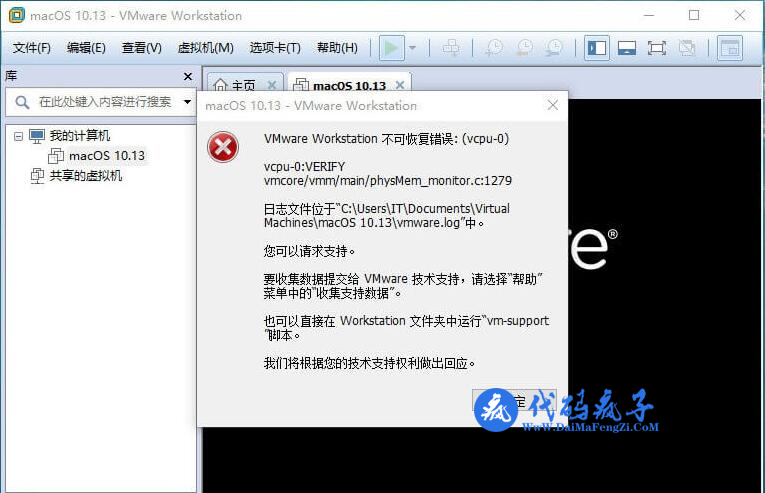 macOS 10.13 - VMware Workstation
文件(F) 编辑(E) 查看(V) 虚拟机(M) 选项卡(T) 帮助(H)
库
主页
macOS 10.13
在此处键入内容进行搜索
我的计算机
macOS 10.13
共享的虚拟机
macOS 10.13 - VMware Workstation
VMware Workstation 不可恢复错误: (vcpu-0)
vcpu-0:VERIFY
vmcore/vmm/main/physMem_monitor.c:1279
日志文件位于“C:\Users\IT\Documents\Virtual
Machines\macOS 10.13\vmware.log”中。
您可以请求支持。
要收集数据提交给 VMware 技术支持，请选择“帮助”
菜单中的“收集支持数据”。
也可以直接在 Workstation 文件夹中运行“vm-support
”脚本。
我们将根据您的技术支持权利做出回应。
定
疯 代码疯子
www.DaiMaFengZi.CoM
re®